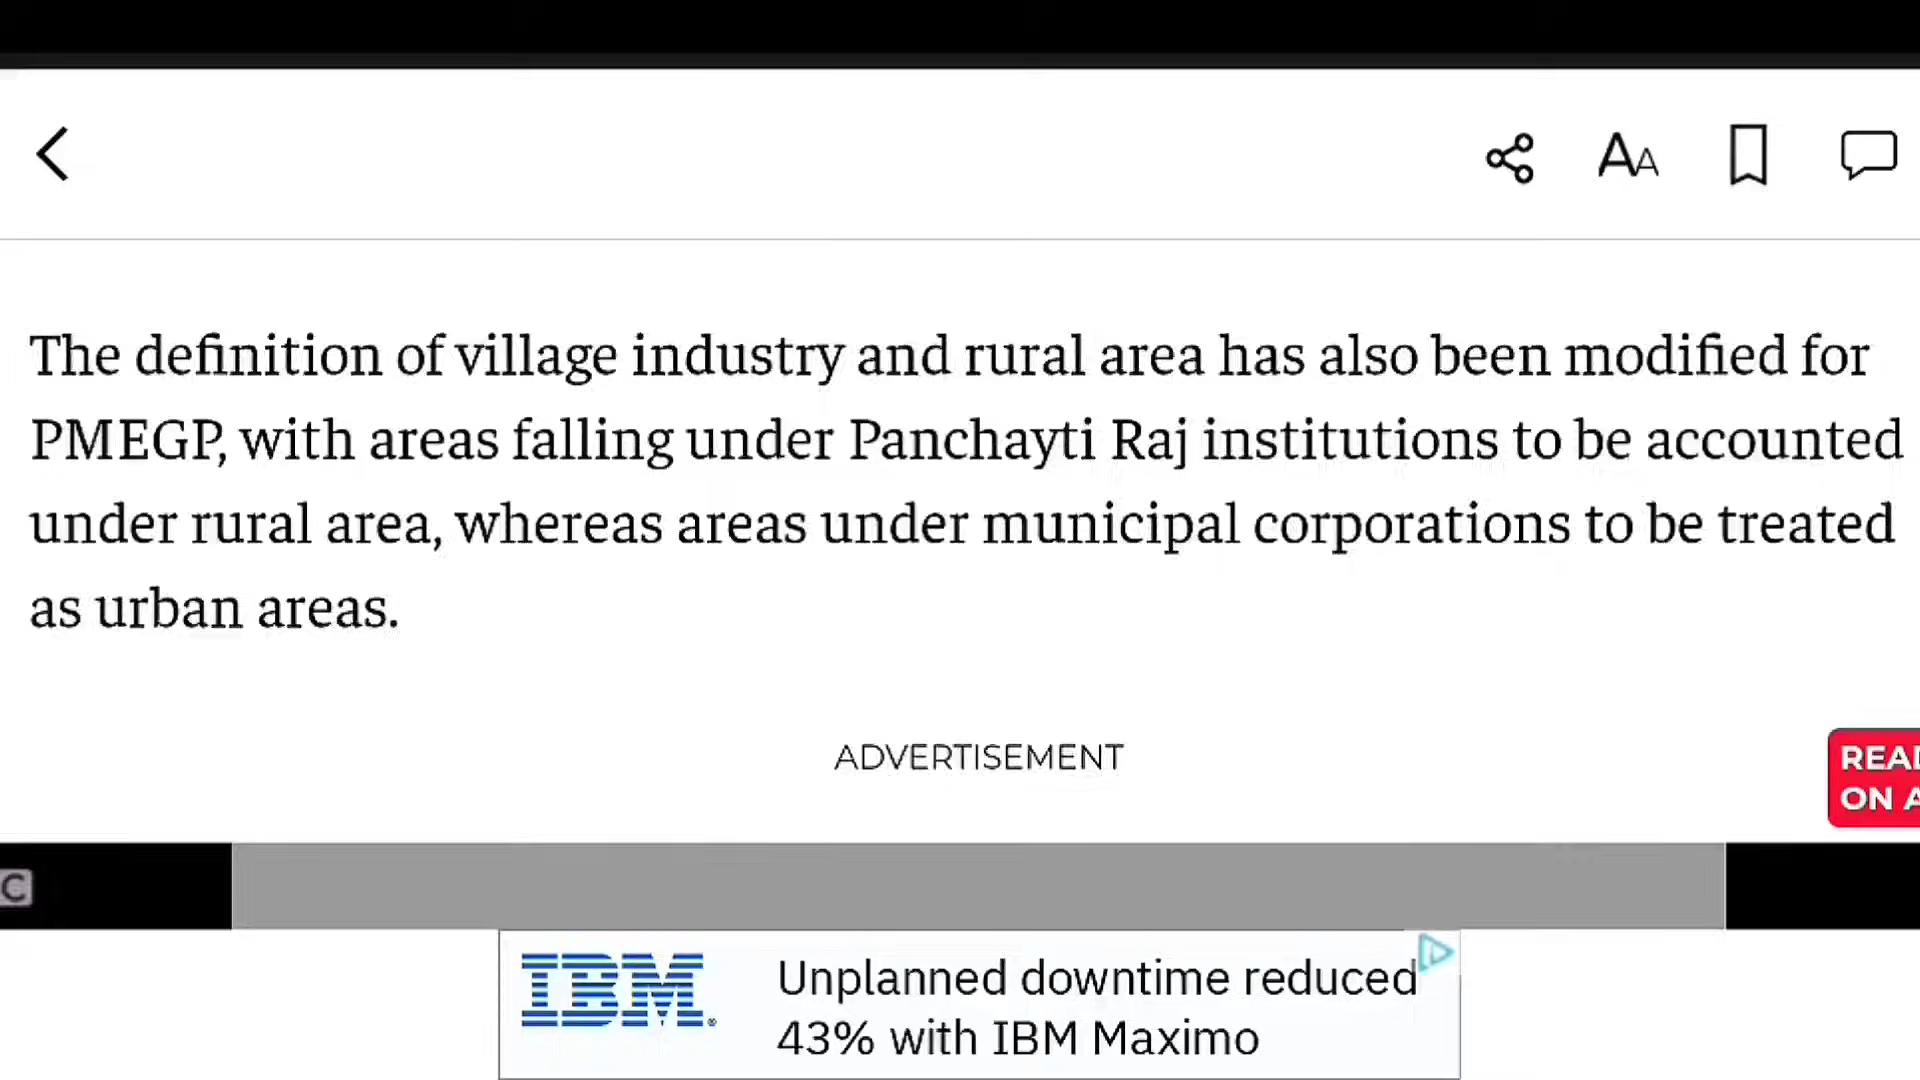 AA
The definition of village industry and rural area has also been modified for
PMEGP, with areas falling under Panchayti Raj institutions to be accounted
under rural area, whereas areas under municipal corporations to be treated
as urban areas.
ADVERTISEMENT
ON
C
IBM
Unplanned downtime reduced
43% with IBM Maximo